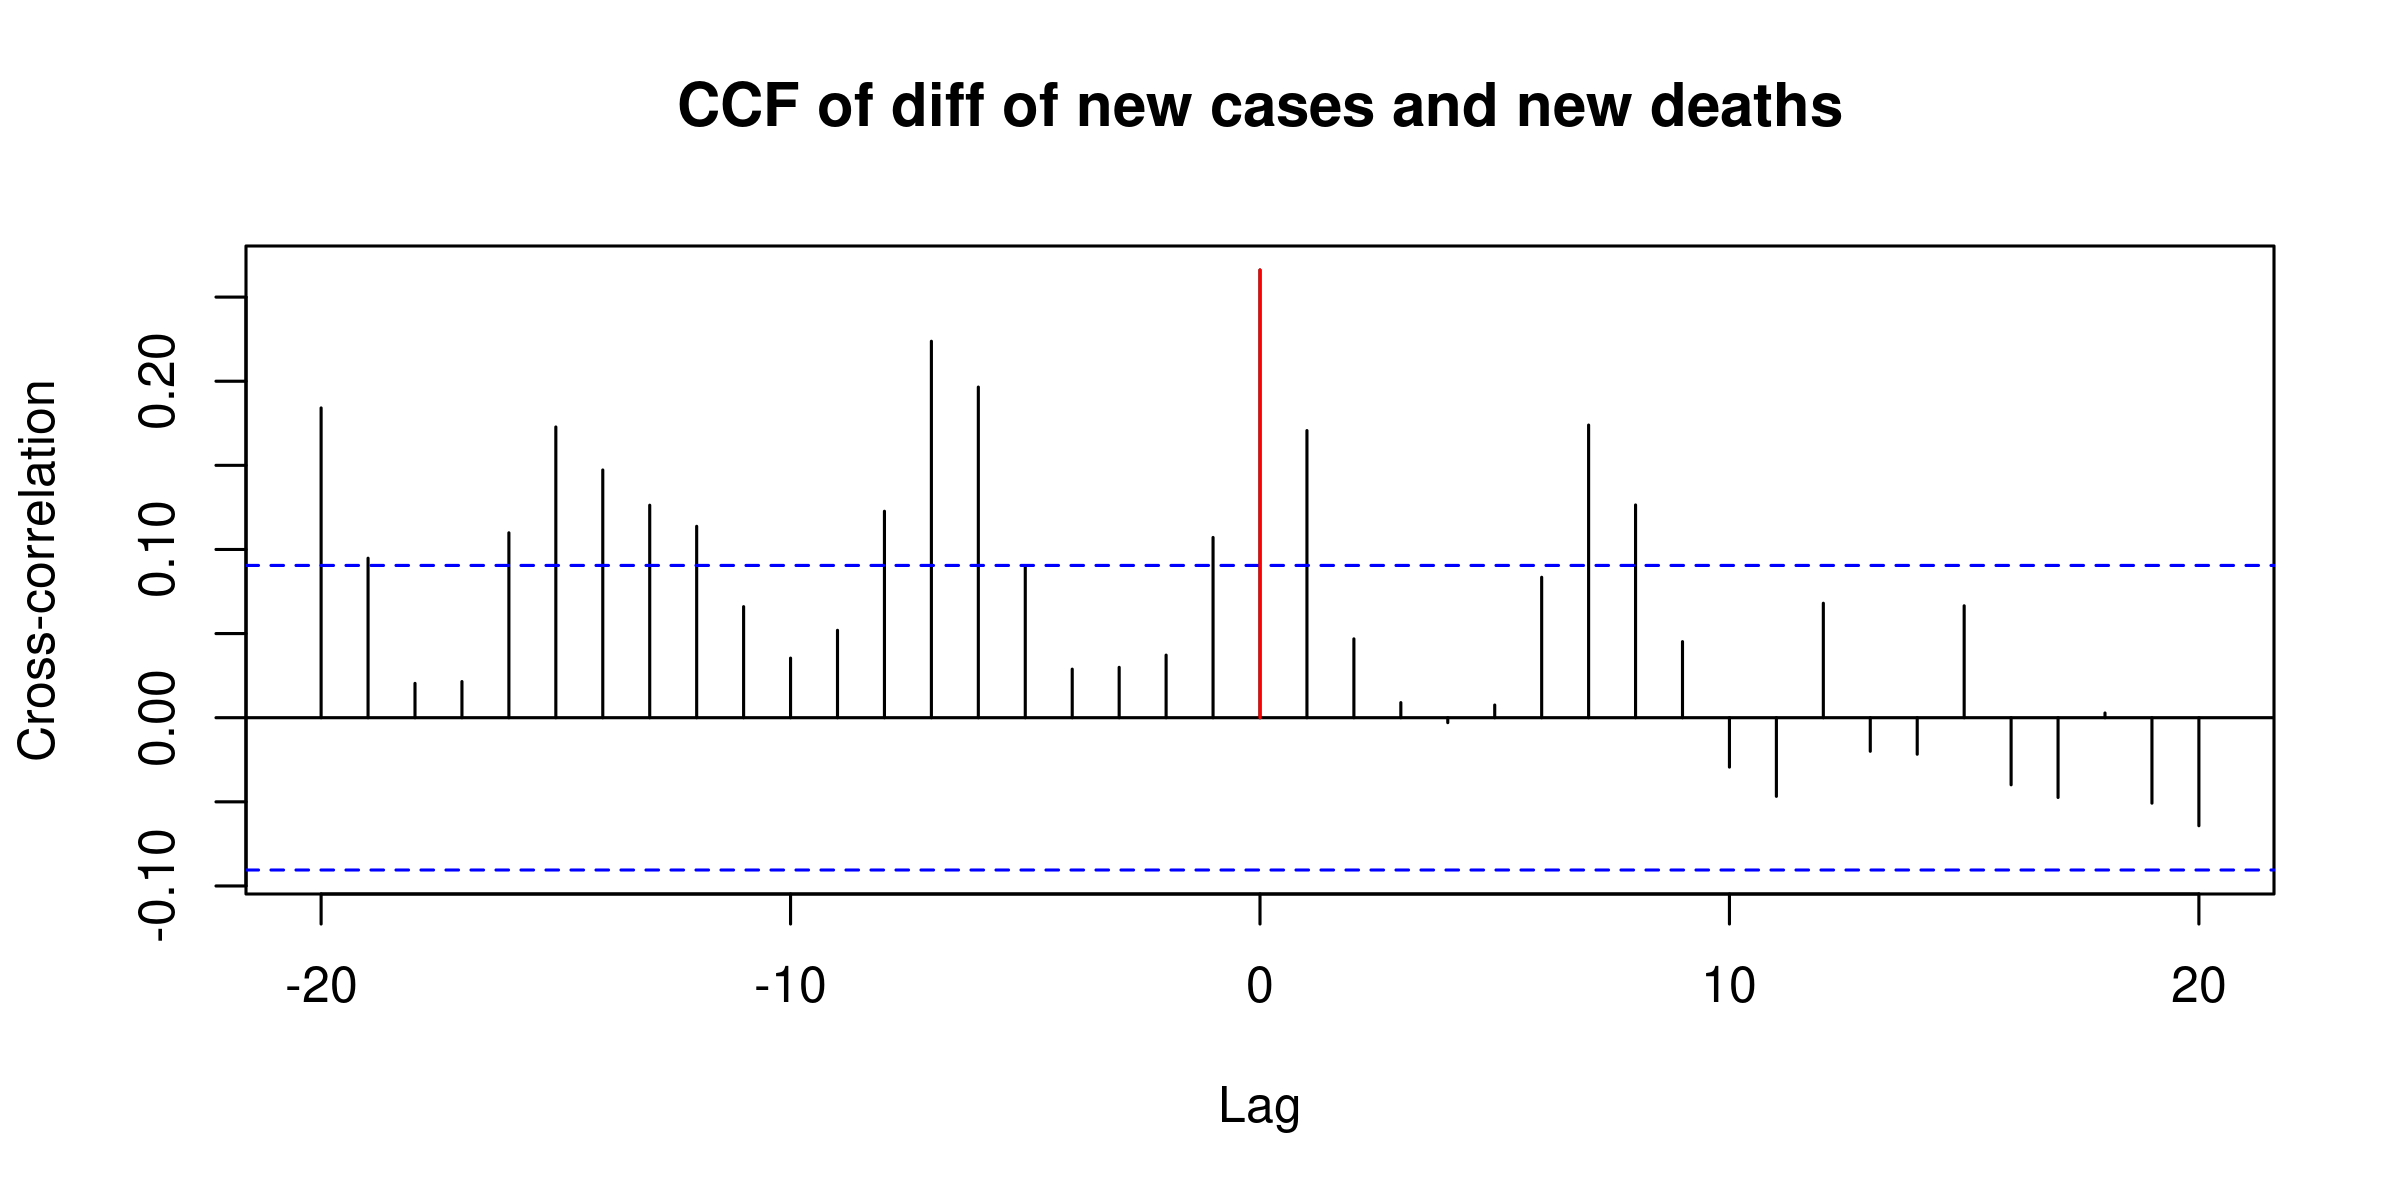 CCF of diff of new cases and new deaths
Cross-correlation
0.20
0.10
0.00
-0.10
-20 -10 0 10 20
Lag